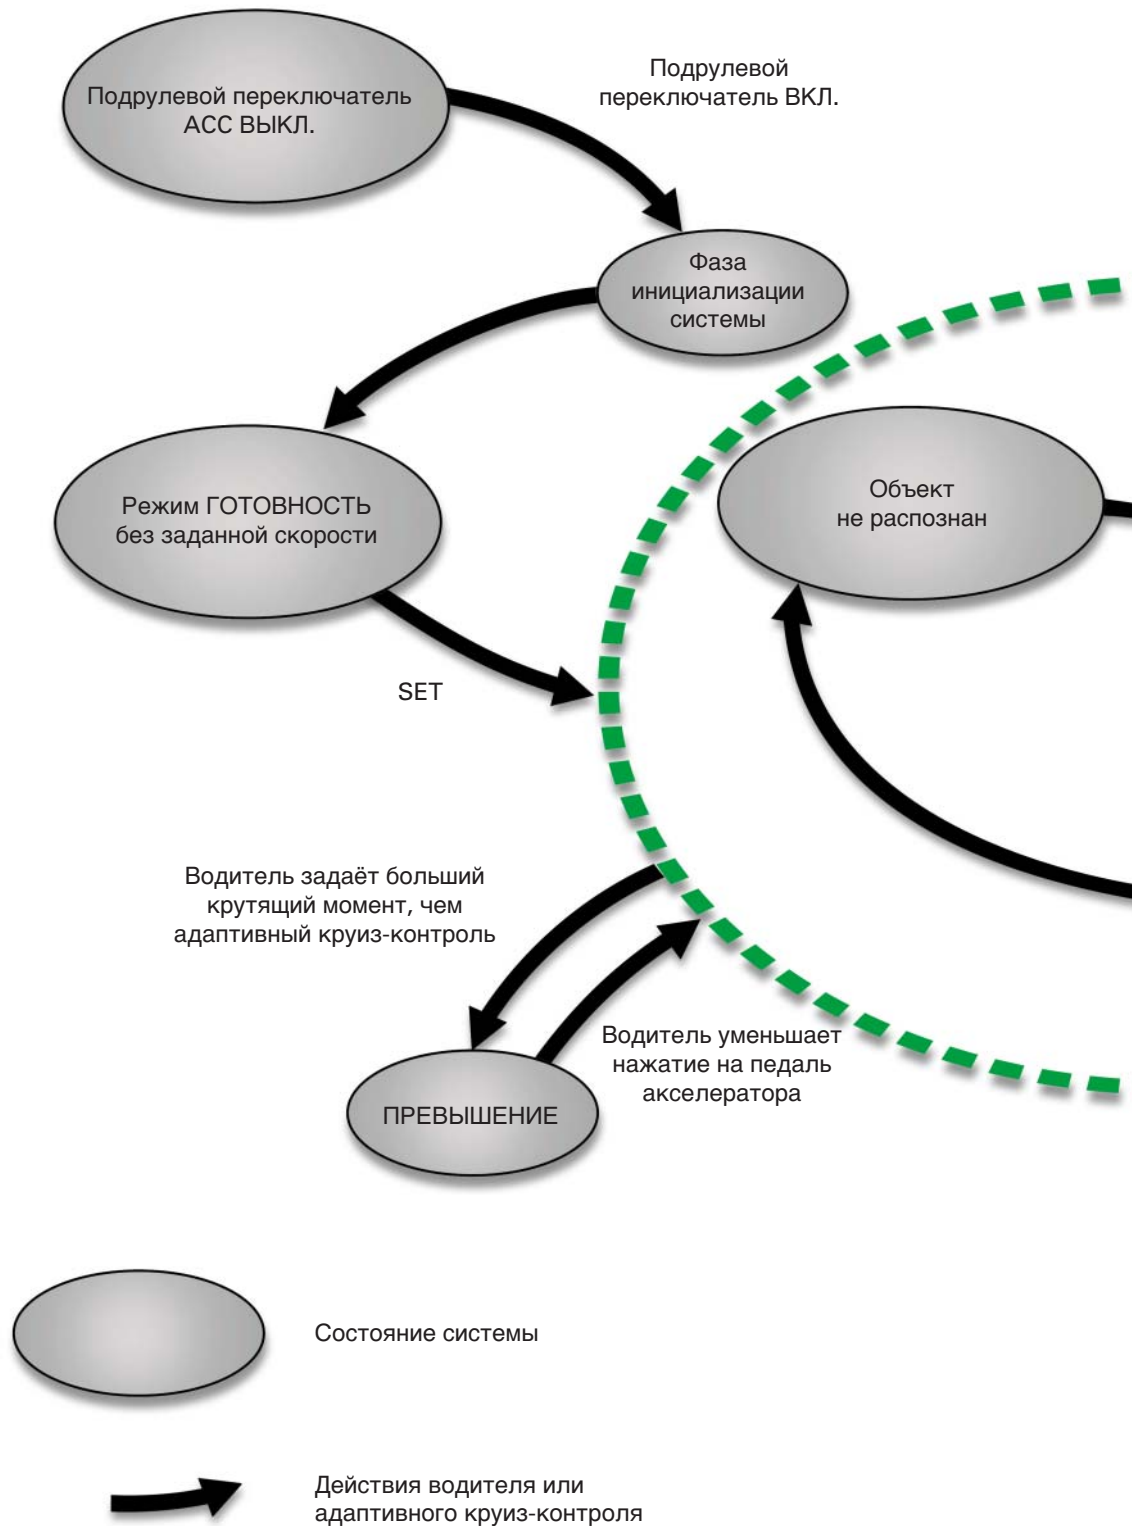 Подрулевой переключатель
АСС ВЫКЛ.
Подрулевой
переключатель ВКЛ.
Фаза
инициализации
системы
Режим ГОТОВНОСТЬ
без заданной скорости
Объект
не распознан
SET
Водитель задаёт больший
крутящий момент, чем
адаптивный круиз-контроль
Водитель уменьшает
нажатие на педаль
акселератора
ПРЕВЫШЕНИЕ
Состояние системы
Действия водителя или
адаптивного круиз-контроля